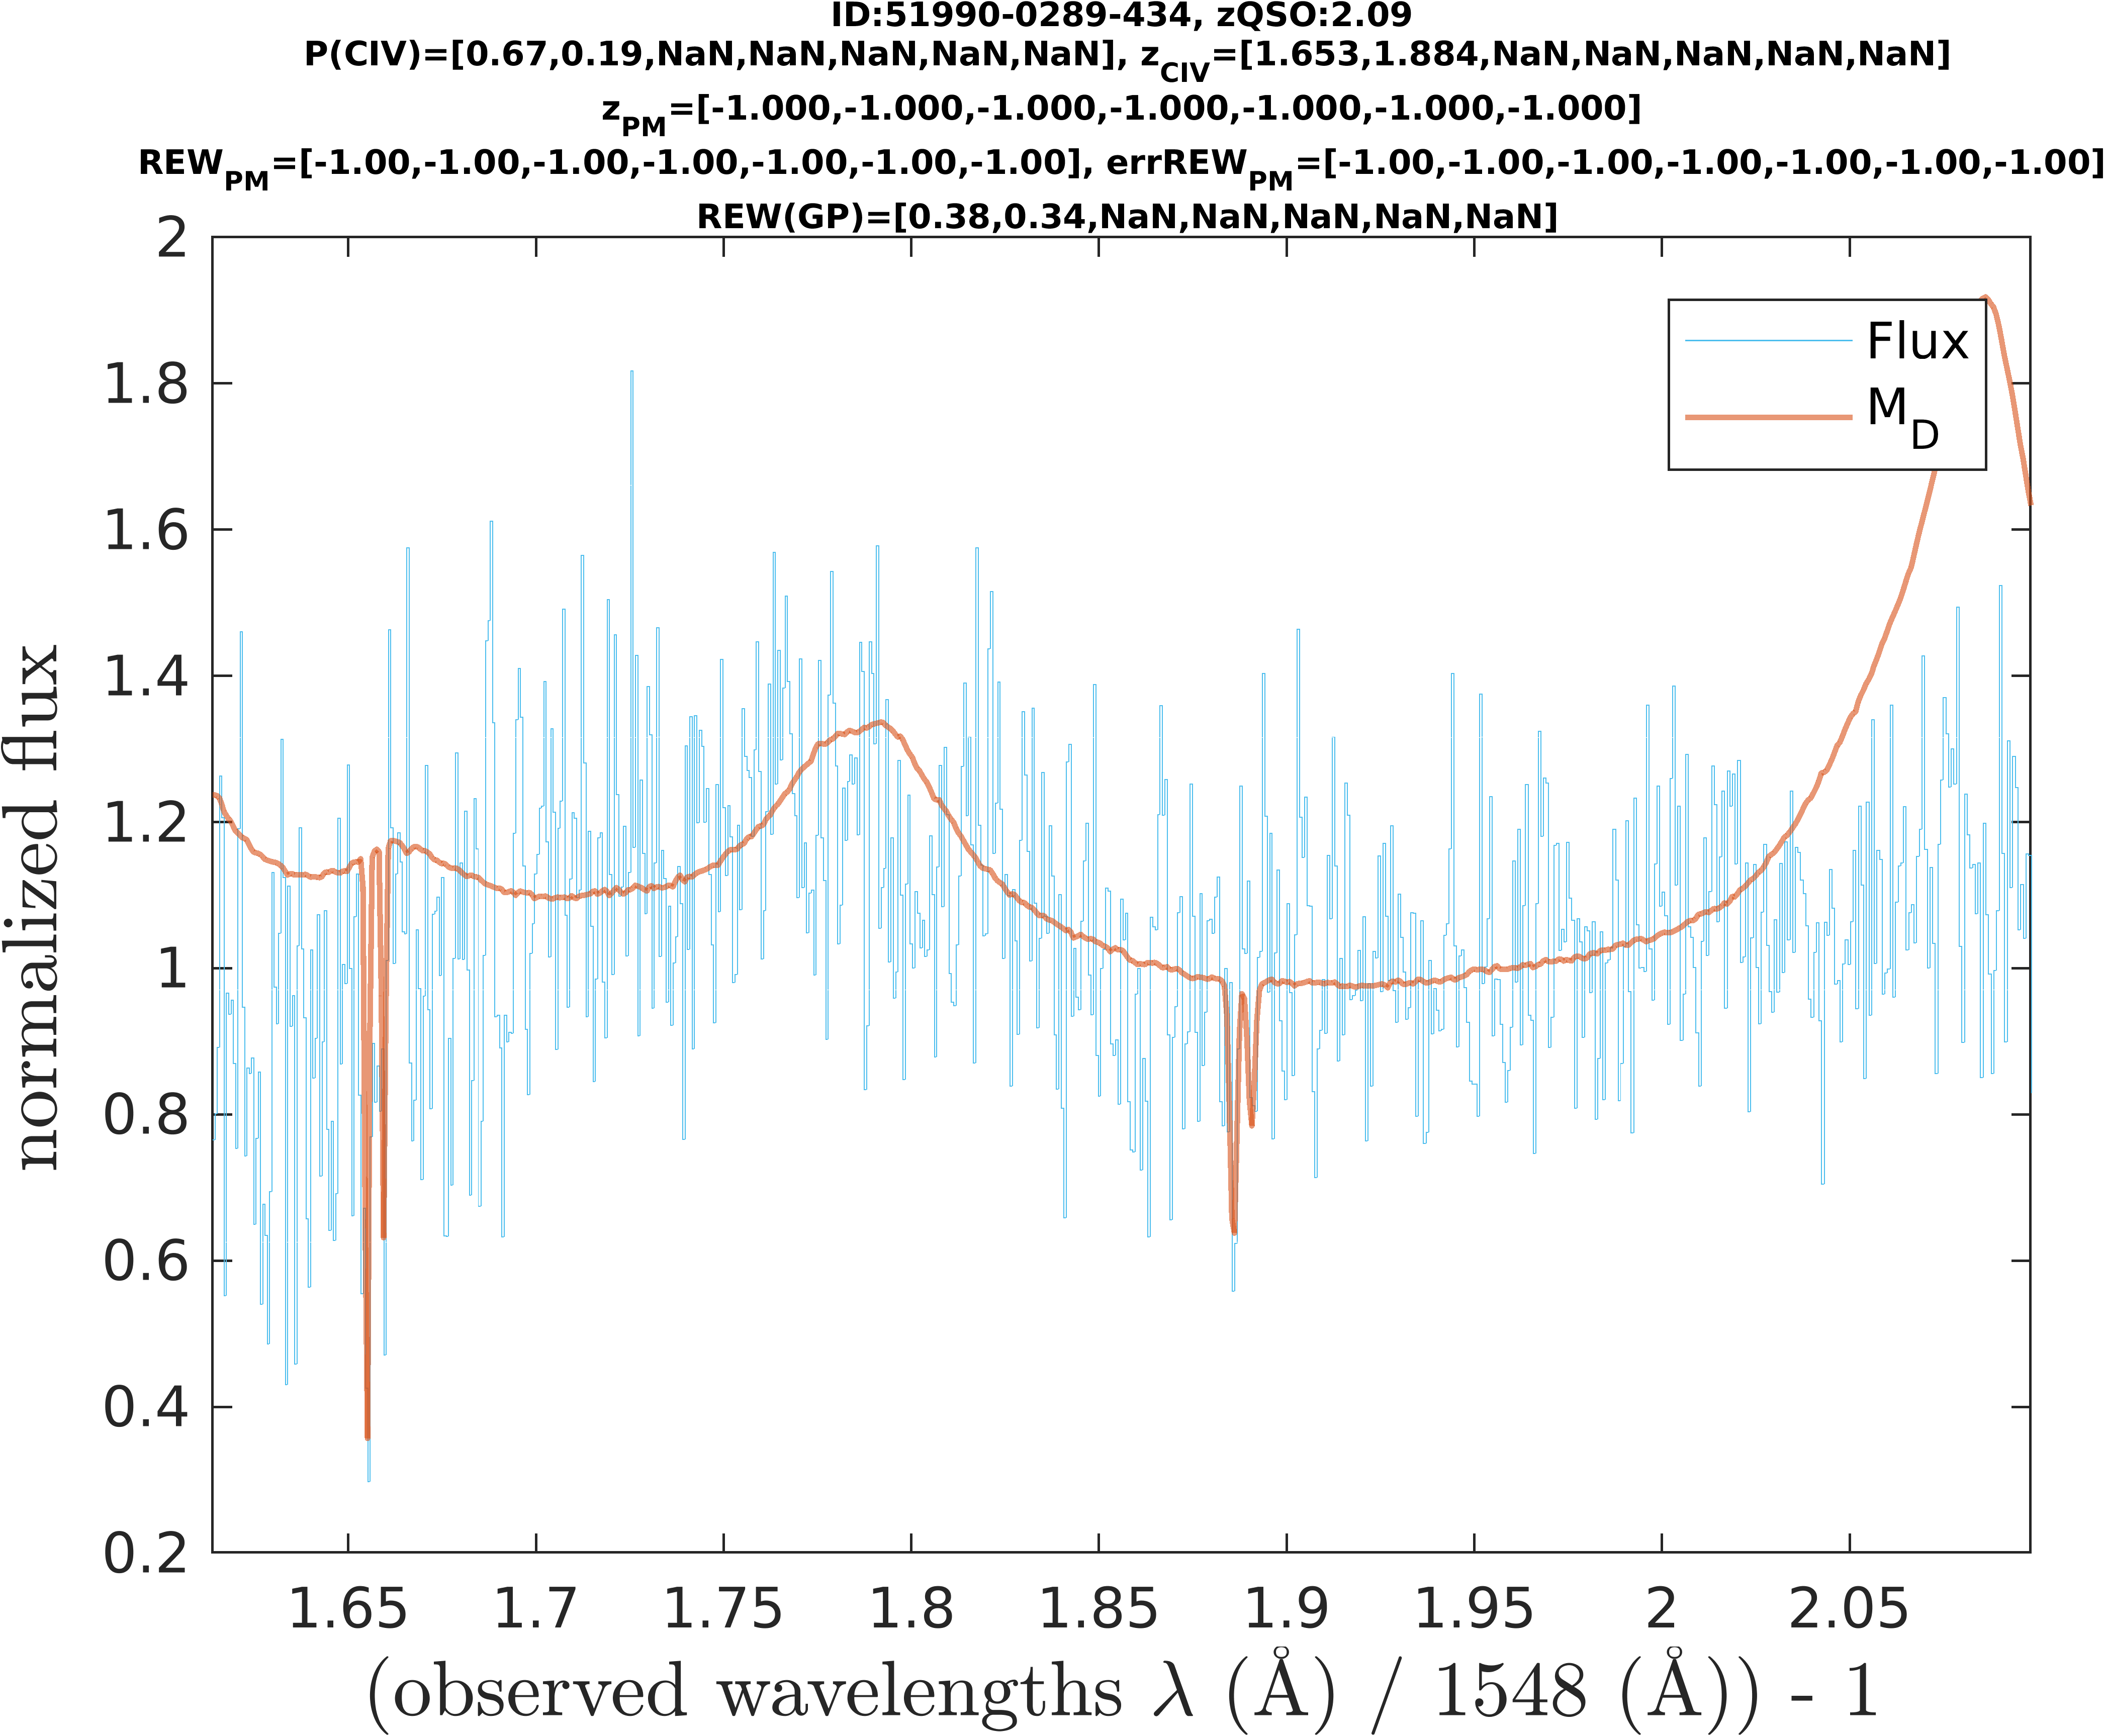 ID:51990-0289-434, zQSO:2.09
P(CIV)=[0.67,0.19,NaN,NaN,NaN,NaN,NaN], zCIV=[1.653,1.884,NaN,NaN,NaN,NaN,NaN]
zPM=[-1.000,-1.000,-1.000,-1.000,-1.000,-1.000,-1.000]
REWPM=[-1.00,-1.00,-1.00,-1.00,-1.00,-1.00,-1.00], errREWPM=[-1.00,-1.00,-1.00,-1.00,-1.00,-1.00,-1.00]
REW(GP)=[0.38,0.34,NaN,NaN,NaN,NaN,NaN]
2
1.8
1.6
1.4
1.2
1
0.8
0.6
0.4
0.2
normalized flux
Flux
MD
1.65 1.7 1.75 1.8 1.85 1.9 1.95 2 2.05
(observed wavelengths λ (Å) / 1548 (Å)) - 1